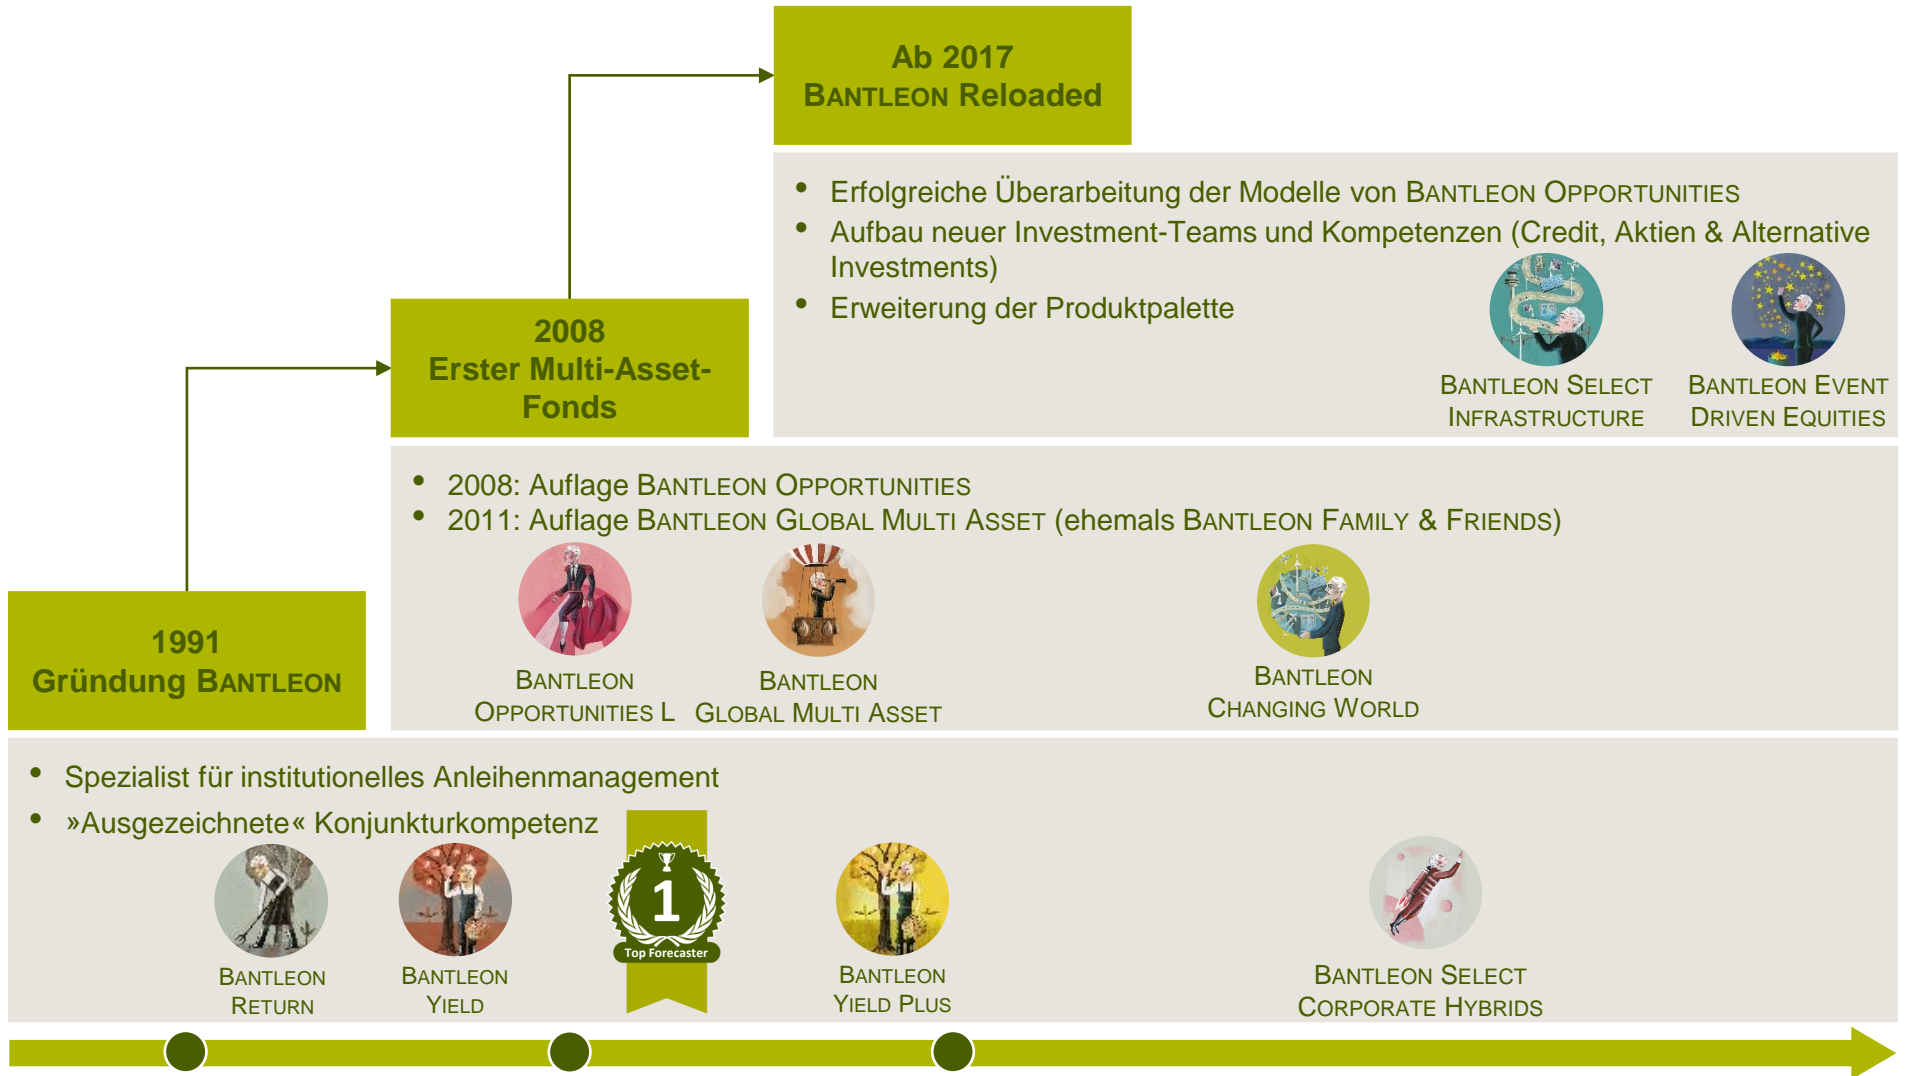 Ab 2017
BANTLEON Reloaded
• Erfolgreiche Überarbeitung der Modelle von BANTLEON OPPORTUNITIES
• Aufbau neuer Investment-Teams und Kompetenzen (Credit, Aktien & Alternative
Investments)
• Erweiterung der Produktpalette
BANTLEON SELECT
INFRASTRUCTURE
BANTLEON EVENT
DRIVEN EQUITIES
2008
Erster Multi-Asset-
Fonds
• 2008: Auflage BANTLEON OPPORTUNITIES
• 2011: Auflage BANTLEON GLOBAL MULTI ASSET (ehemals BANTLEON FAMILY & FRIENDS)
BANTLEON
OPPORTUNITIES L
BANTLEON
GLOBAL MULTI ASSET
BANTLEON
CHANGING WORLD
1991
Gründung BANTLEON
• Spezialist für institutionelles Anleihenmanagement
• »Ausgezeichnete« Konjunkturkompetenz
BANTLEON
RETURN
BANTLEON
YIELD
1
Top Forecaster
BANTLEON
YIELD PLUS
BANTLEON SELECT
CORPORATE HYBRIDS